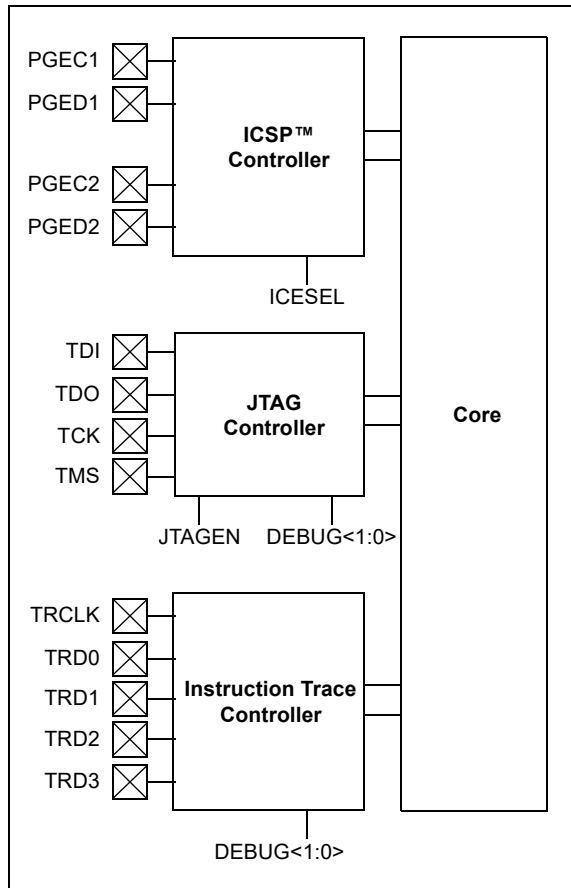 PGEC1
PGED1
PGEC2
PGED2
ICSP™
Controller
ICESEL
TDI
TDO
TCK
TMS
JTAG
Controller
Core
JTAGEN
DEBUG<1:0>
TRCLK
TRD0
TRD1
TRD2
TRD3
Instruction Trace
Controller
DEBUG<1:0>